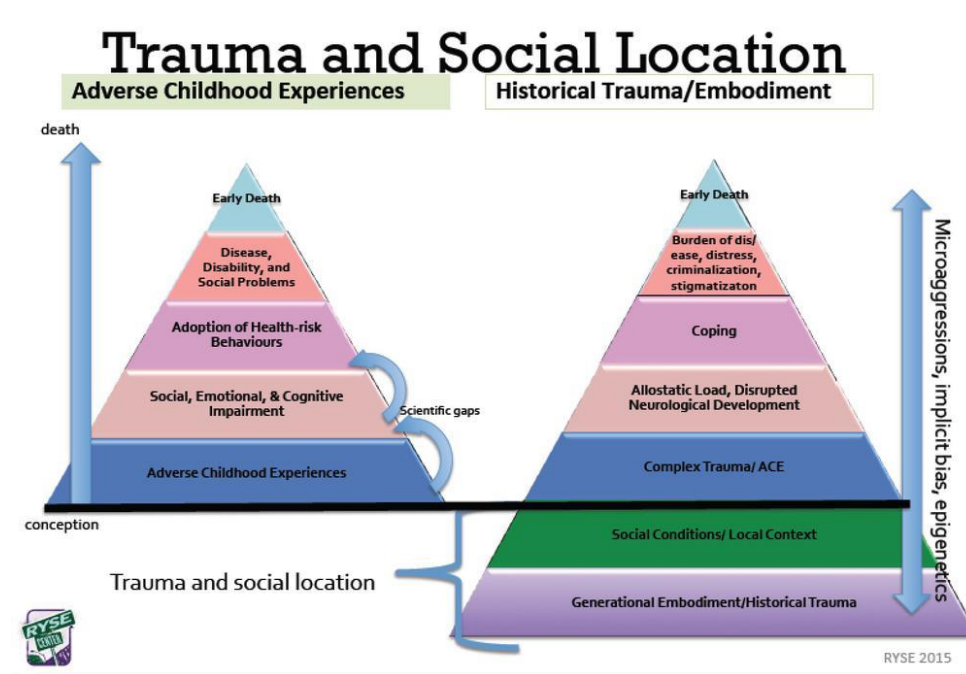 Trauma and Social Location
Adverse Childhood Experiences
Historical Trauma/Embodiment
death
Early Death
Disease,
Disability, and
Social Problems
Adoption of Health-risk
Behaviours
Social, Emotional, & Cognitive
Impairment
Scientific gaps
Adverse Childhood Experiences
conception
Early Death
Burden of dis/
ease, distress,
criminalization,
stigmatizaton
Coping
Allostatic Load, Disrupted
Neurological Development
Complex Trauma/ ACE
Social Conditions/ Local Context
Generational Embodiment/Historical Trauma
Microaggressions, implicit bias, epigenetics
Trauma and social location
RYSE
CENTER
RYSE 2015